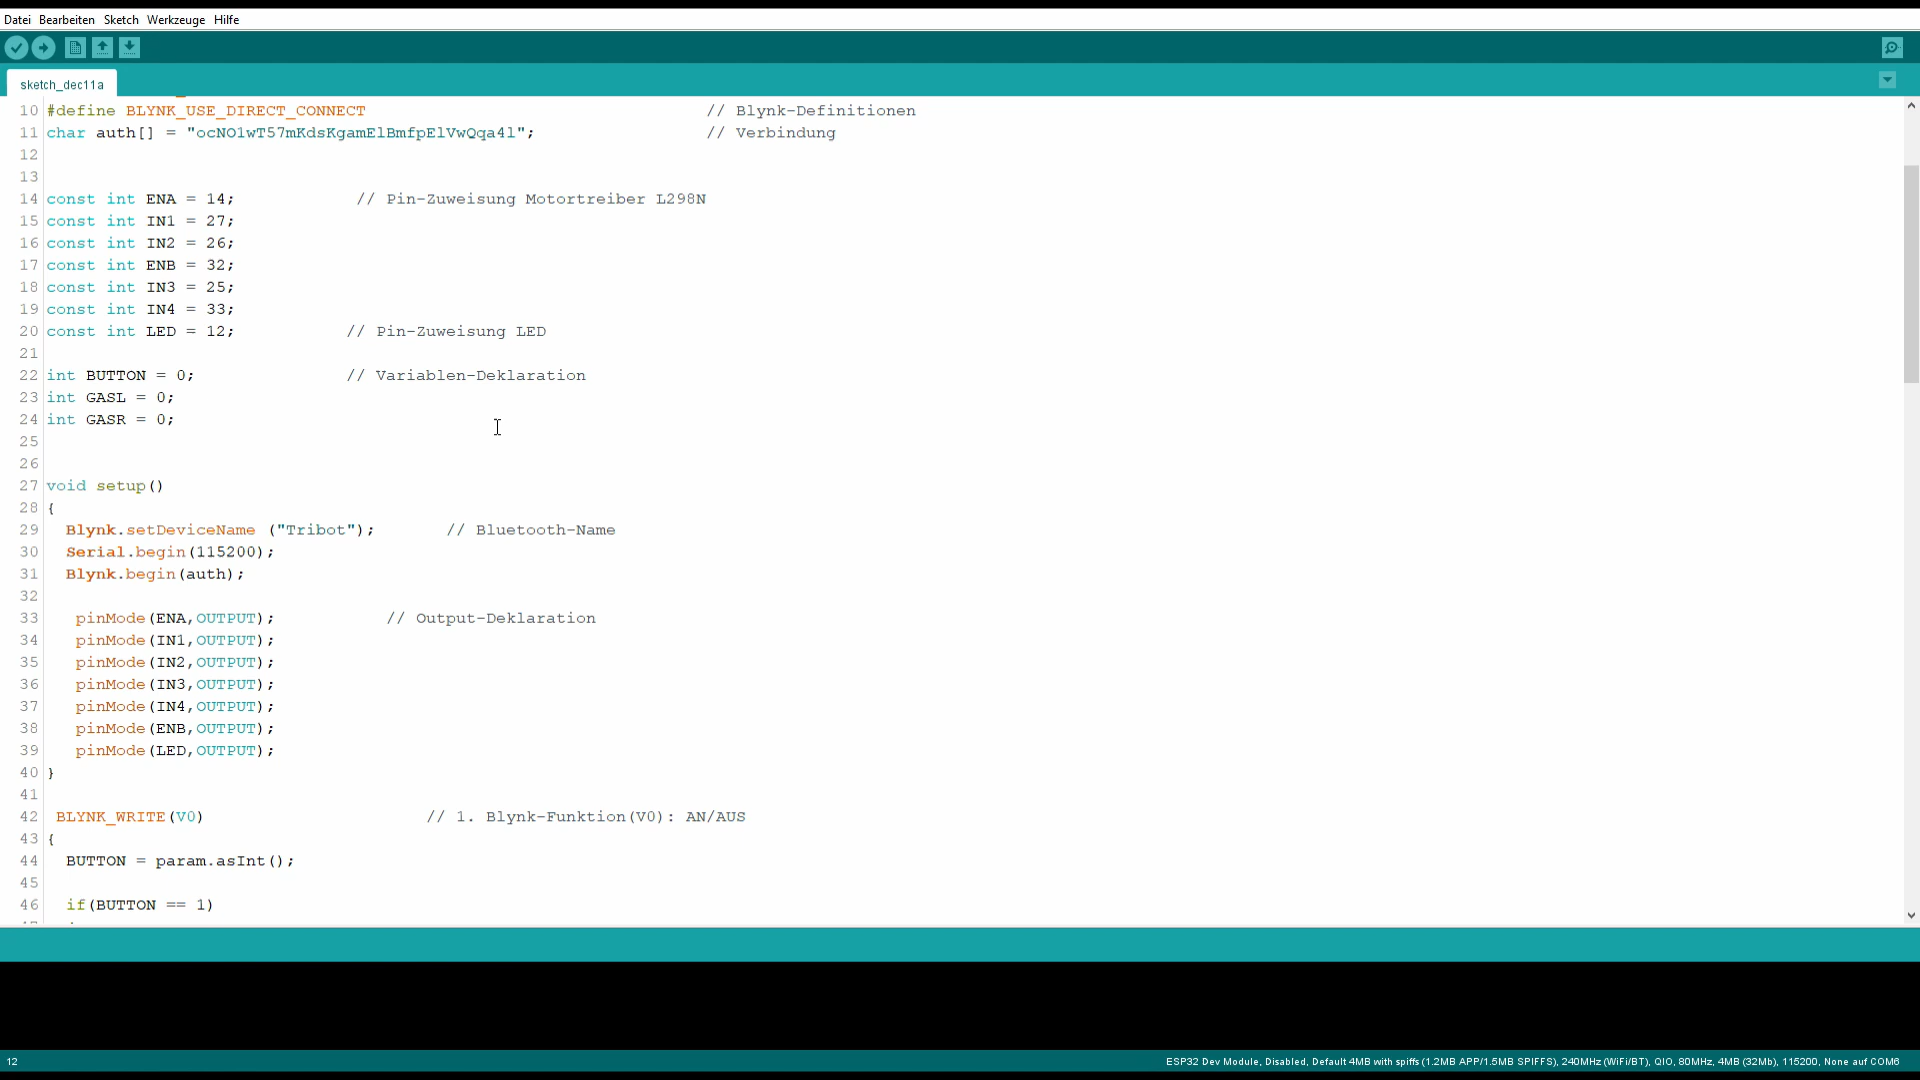 Datei Bearbeiten Sketch Werkzeuge Hilfe
sketch_dec11a
10 #define BLYNK_USE_DIRECT_CONNECT // Blynk-Definitionen
11 char auth[] = "ocNO1wT57mKdsKgamElBmfpElVwQqa4l"; // Verbindung
12
13
14 const int ENA = 14; // Pin-Zuweisung Motortreiber L298N
15 const int IN1 = 27;
16 const int IN2 = 26;
17 const int ENB = 32;
18 const int IN3 = 25;
19 const int IN4 = 33;
20 const int LED = 12; // Pin-Zuweisung LED
21
22 int BUTTON = 0; // Variablen-Deklaration
23 int GASL = 0;
24 int GASR = 0;
25
26
27 void setup()
28 {
29 Blynk.setDeviceName ("Tribot"); // Bluetooth-Name
30 Serial.begin(115200);
31 Blynk.begin(auth);
32
33 pinMode(ENA,OUTPUT); // Output-Deklaration
34 pinMode(IN1,OUTPUT);
35 pinMode(IN2,OUTPUT);
36 pinMode(IN3,OUTPUT);
37 pinMode(IN4,OUTPUT);
38 pinMode(ENB,OUTPUT);
39 pinMode(LED,OUTPUT);
40 }
41
42 BLYNK_WRITE(V0) // 1. Blynk-Funktion(V0): AN/AUS
43 {
44 BUTTON = param.asInt();
45
46 if(BUTTON == 1)
12 ESP32 Dev Module, Disabled, Default 4MB with spiffs (1.2MB APP/1.5MB SPIFFS), 240MHz (WiFi/BT), QIO, 80MHz, 4MB (32Mb), 115200, None auf COM6